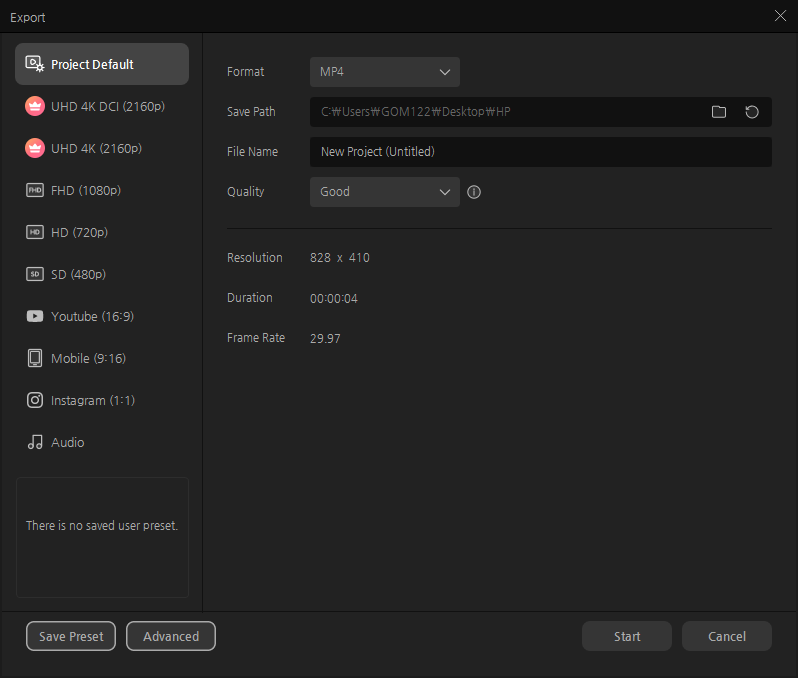 Export
Project Default
UHD 4K DCI (2160p)
UHD 4K (2160p)
FHD FHD (1080p)
HD HD (720p)
SD SD (480p)
Youtube (16:9)
Mobile (9:16)
Instagram (1:1)
Audio
There is no saved user preset.
Format MP4
Save Path C:₩Users₩GOM122₩Desktop₩HP
File Name New Project (Untitled)
Quality Good
Resolution 828 x 410
Duration 00:00:04
Frame Rate 29.97
Save Preset Advanced Start Cancel